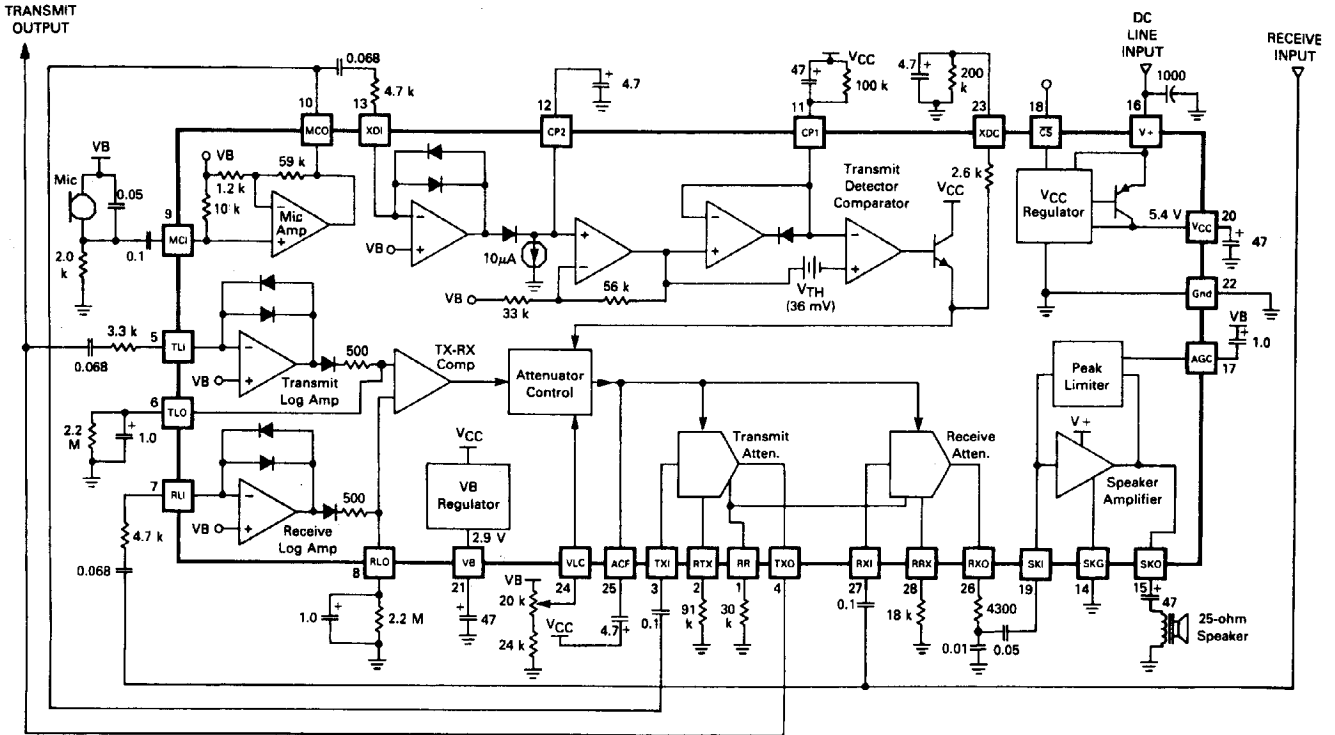 TRANSMIT
OUTPUT
DC
LINE
INPUT
RECEIVE
INPUT
0.068
4.7 k
4.7
47
VCC
100 k
4.7
200
k
1000
10
13
12
11
23
18
16
MCO
XDI
CP2
CP1
XDC
CS
V+
VB
Mic
0.05
VB
59 k
1.2 k
10 k
Mic
Amp
9
MCI
0.1
2.0
k
VB
10μA
VB
33 k
56 k
VTH
(36 mV)
Transmit
Detector
Comparator
VCC
2.6 k
VCC
Regulator
5.4 V
20
VCC
47
22
Gnd
VB
1.0
AGC
17
3.3 k
0.068
5
TLI
VB
500
Transmit
Log Amp
TX-RX
Comp
Attenuator
Control
Peak
Limiter
6
TLO
2.2
M
1.0
Transmit
Atten.
Receive
Atten.
V+
Speaker
Amplifier
7
RLI
VB
500
Receive
Log Amp
VCC
VB
Regulator
2.9 V
4.7 k
0.068
RLO
VB
VLC
ACF
TXI
RTX
RR
TXO
RXI
RRX
RXO
SKI
SKG
SKO
8
21
24
25
3
2
1
4
27
28
26
19
14
15
1.0
2.2 M
47
VB
20 k
24 k
VCC
4.7
0.1
91
k
30
k
0.1
18 k
4300
0.01
0.05
47
25-ohm
Speaker